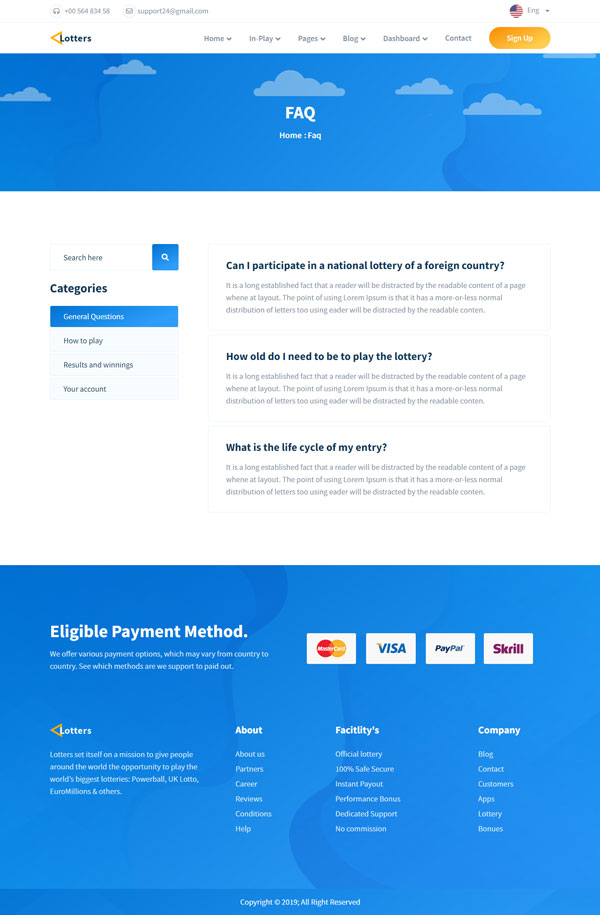 +00 564 834 58
support24@gmail.com
Eng
Lotters
Home
In-Play
Pages
Blog
Dashboard
Contact
Sign Up
FAQ
Home : Faq
Search here
Categories
General Questions
How to play
Results and winnings
Your account
Can I participate in a national lottery of a foreign country?
It is a long established fact that a reader will be distracted by the readable content of a page
whene at layout. The point of using Lorem Ipsum is that it has a more-or-less normal
distribution of letters too using eader will be distracted by the readable conten.
How old do I need to be to play the lottery?
It is a long established fact that a reader will be distracted by the readable content of a page
whene at layout. The point of using Lorem Ipsum is that it has a more-or-less normal
distribution of letters too using eader will be distracted by the readable conten.
What is the life cycle of my entry?
It is a long established fact that a reader will be distracted by the readable content of a page
whene at layout. The point of using Lorem Ipsum is that it has a more-or-less normal
distribution of letters too using eader will be distracted by the readable conten.
Eligible Payment Method.
We offer various payment options, which may vary from country to
country. See which methods are we support to paid out.
MasterCard
VISA
PayPal
Skrill
Lotters
Lotters set itself on a mission to give people
around the world the opportunity to play the
world's biggest lotteries: Powerball, UK Lotto,
EuroMillions & others.
About
About us
Partners
Career
Reviews
Conditions
Help
Facitlity's
Official lottery
100% Safe Secure
Instant Payout
Performance Bonus
Dedicated Support
No commission
Company
Blog
Contact
Customers
Apps
Lottery
Bonues
Copyright © 2019; All Right Reserved